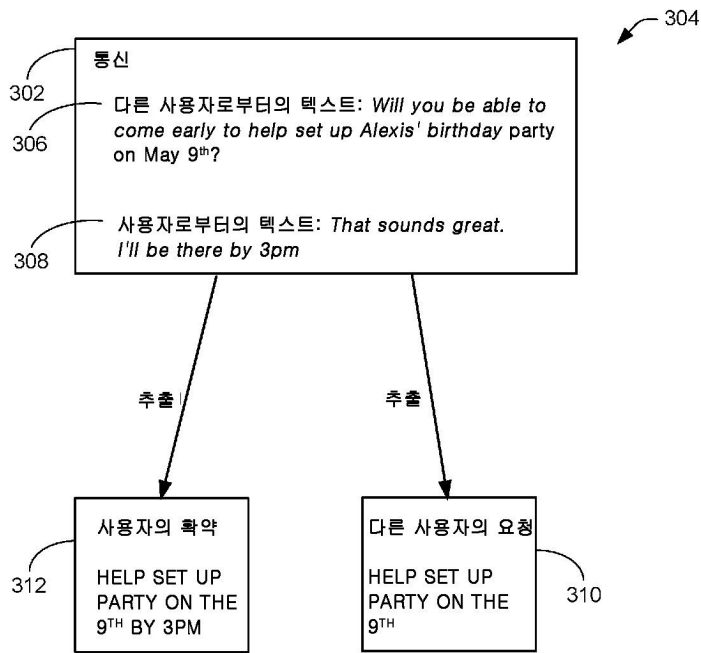 304
통신
302
다른 사용자로부터의 텍스트: Will you be able to
306
come early to help set up Alexis' birthday party
on May 9th?
사용자로부터의 텍스트: That sounds great.
308
I'll be there by 3pm
추출
추출
사용자의 확약
다른 사용자의 요청
312
HELP SET UP
PARTY ON THE
9TH BY 3PM
HELP SET UP
PARTY ON THE
9TH
310